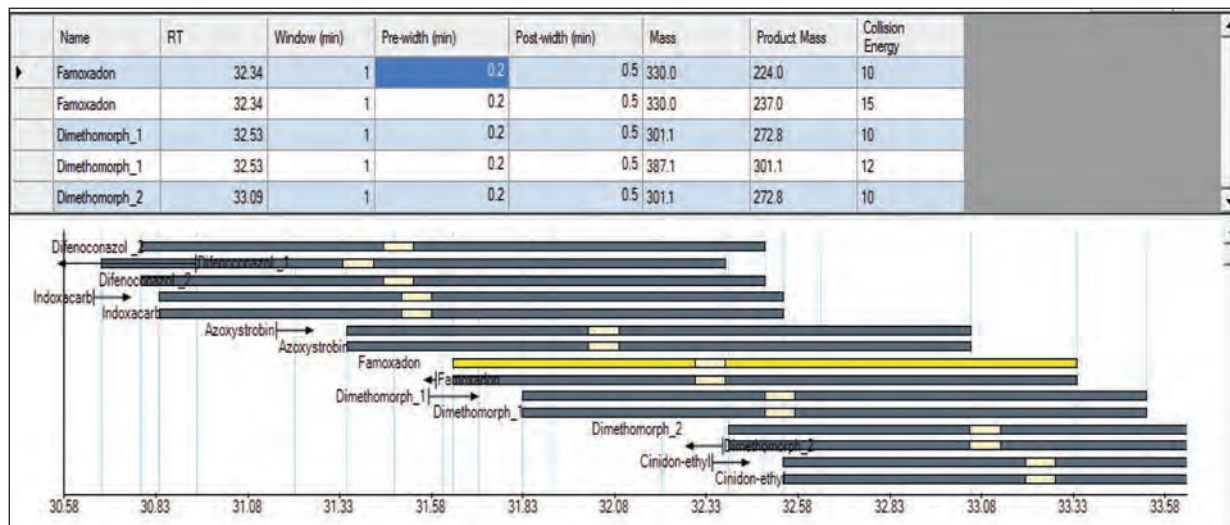 Name RT Window (min) Pre-width (min) Post-width (min) Mass Product Mass Collision Energy
Famoxadon 32.34 1 0.2 0.5 330.0 224.0 10
Famoxadon 32.34 1 0.2 0.5 330.0 237.0 15
Dimethomorph_1 32.53 1 0.2 0.5 301.1 272.8 10
Dimethomorph_1 32.53 1 0.2 0.5 387.1 301.1 12
Dimethomorph_2 33.09 1 0.2 0.5 301.1 272.8 10
Difenoconazol_2
Difenoconazol_1
Difenoconazol_2
Indoxacarb
Indoxacarb
Azoxystrobin
Azoxystrobin
Famoxadon
Famoxadon
Dimethomorph_1
Dimethomorph_1
Dimethomorph_2
Dimethomorph_2
Cinidon-ethyl
Cinidon-ethyl
30.58 30.83 31.08 31.33 31.58 31.83 32.08 32.33 32.58 32.83 33.08 33.33 33.58